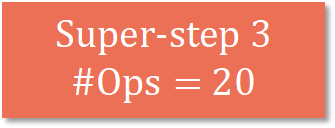 Super-step 3
#Ops = 20